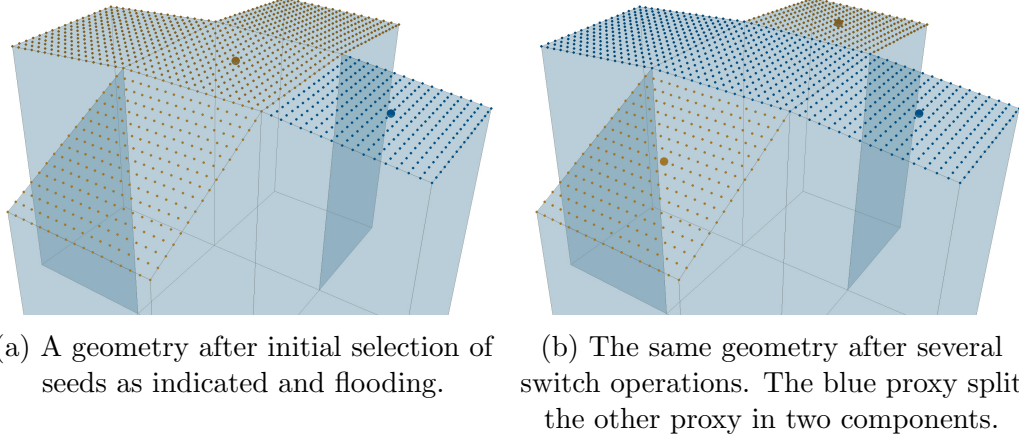 a) A geometry after initial selection of
seeds as indicated and flooding.
(b) The same geometry after several
switch operations. The blue proxy split
the other proxy in two components.